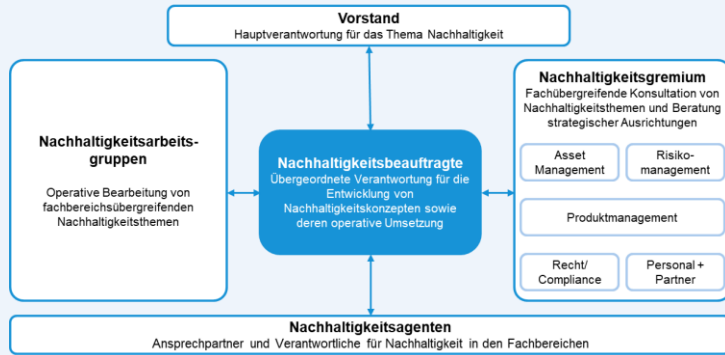 Vorstand
Hauptverantwortung für das Thema Nachhaltigkeit
Nachhaltigkeitsarbeits-
gruppen
Operative Bearbeitung von
fachbereichsübergreifenden
Nachhaltigkeitsthemen
Nachhaltigkeitsbeauftragte
Übergeordnete Verantwortung für die
Entwicklung von
Nachhaltigkeitskonzepten sowie
deren operative Umsetzung
Nachhaltigkeitsgremium
Fachübergreifende Konsultation von
Nachhaltigkeitsthemen und Beratung
strategischer Ausrichtungen
Asset
Management
Risiko-
management
Produktmanagement
Recht/
Compliance
Personal +
Partner
Nachhaltigkeitsagenten
Ansprechpartner und Verantwortliche für Nachhaltigkeit in den Fachbereichen